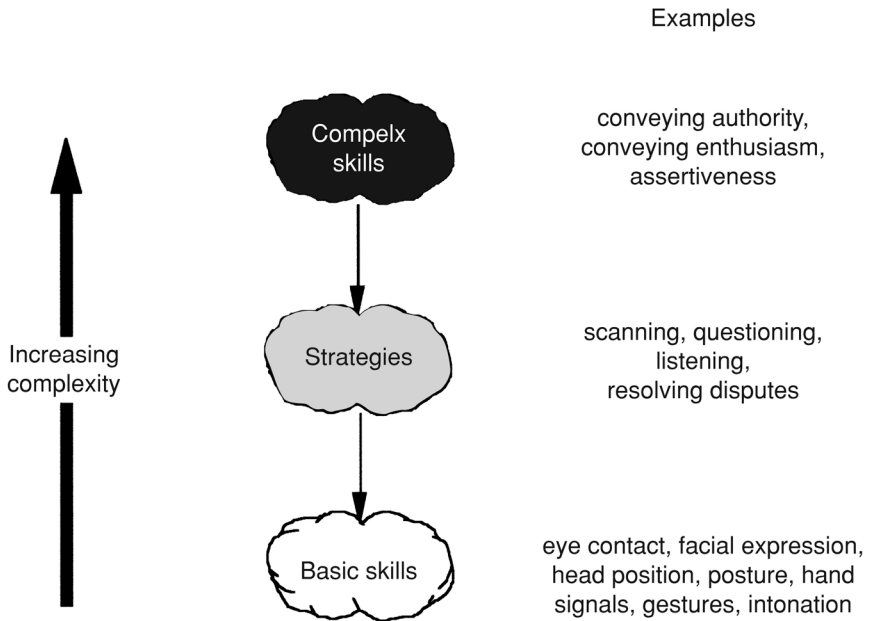 Examples
Compelx
skills
conveying authority,
conveying enthusiasm,
assertiveness
Increasing
complexity
Strategies
scanning, questioning,
listening,
resolving disputes
Basic skills
eye contact, facial expression,
head position, posture, hand
signals, gestures, intonation